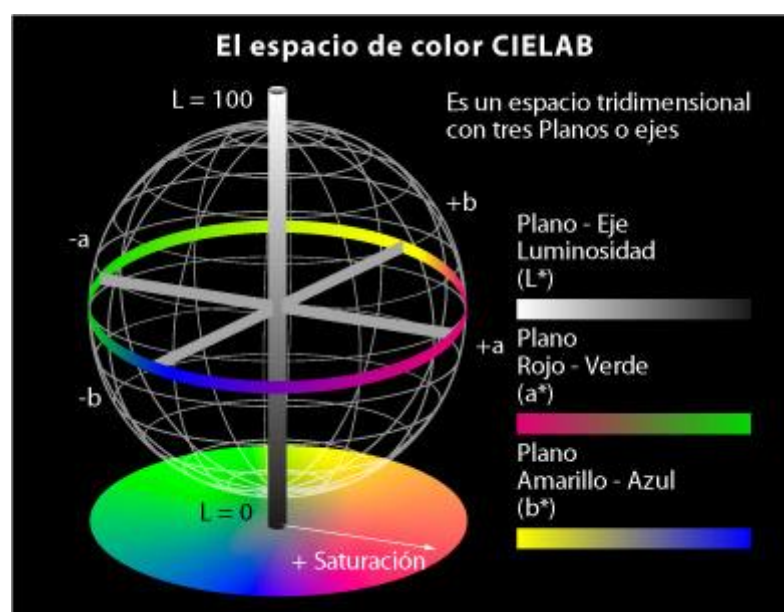 El espacio de color CIELAB
L = 100
Es un espacio tridimensional
con tres Planos o ejes
+b
-a
Plano - Eje
Luminosidad
(L*)
+a
Plano
Rojo - Verde
(a*)
-b
Plano
Amarillo - Azul
(b*)
L = 0
+ Saturación